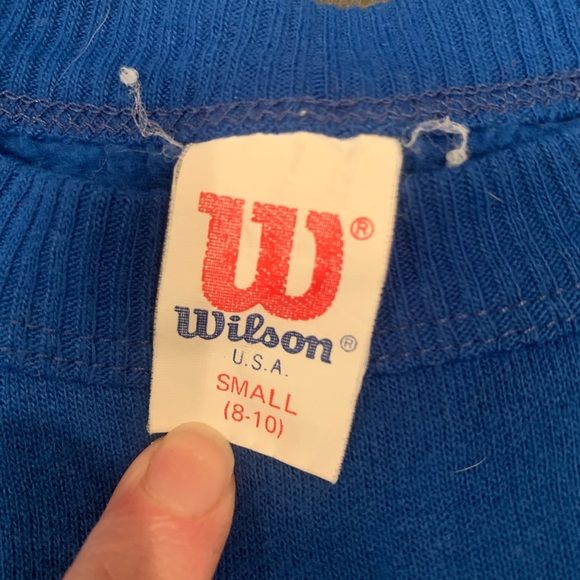 W®
Wilson®
U.S.A.
SMALL
(8-10)